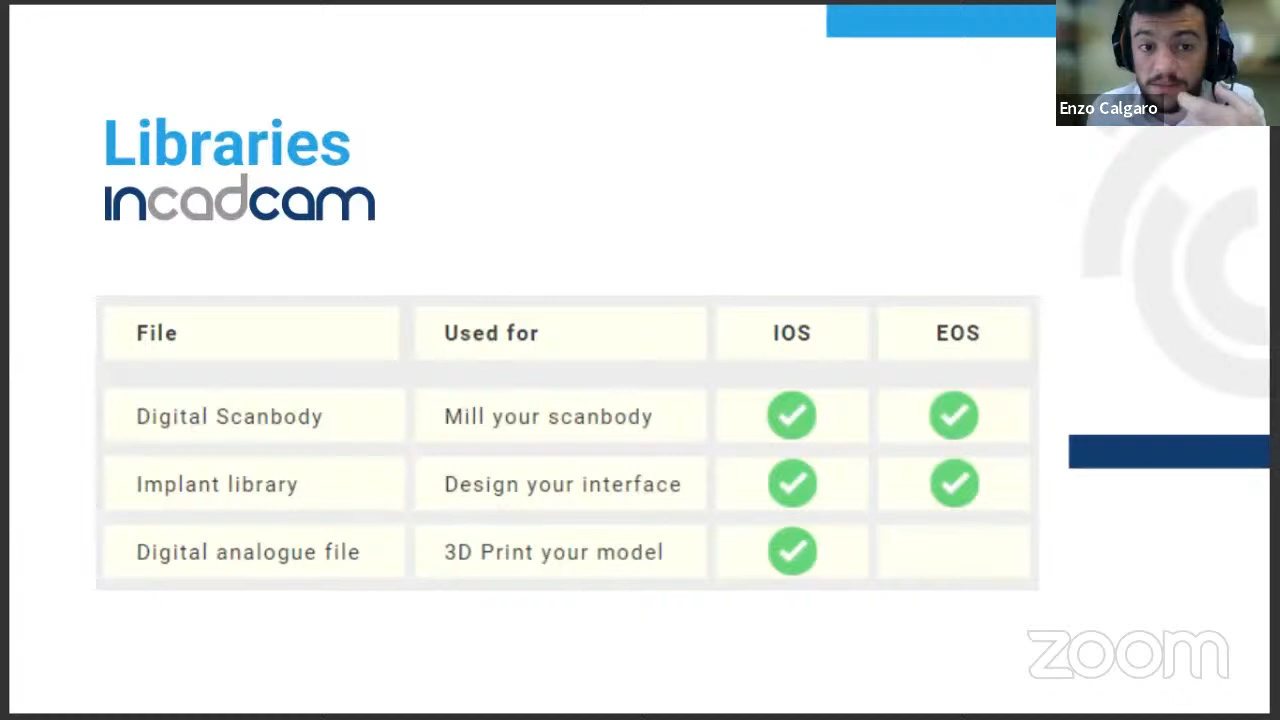 Enzo Calgaro
Libraries
incadcam
File Used for IOS EOS
Digital Scanbody Mill your scanbody
Implant library Design your interface
Digital analogue file 3D Print your model
zoom